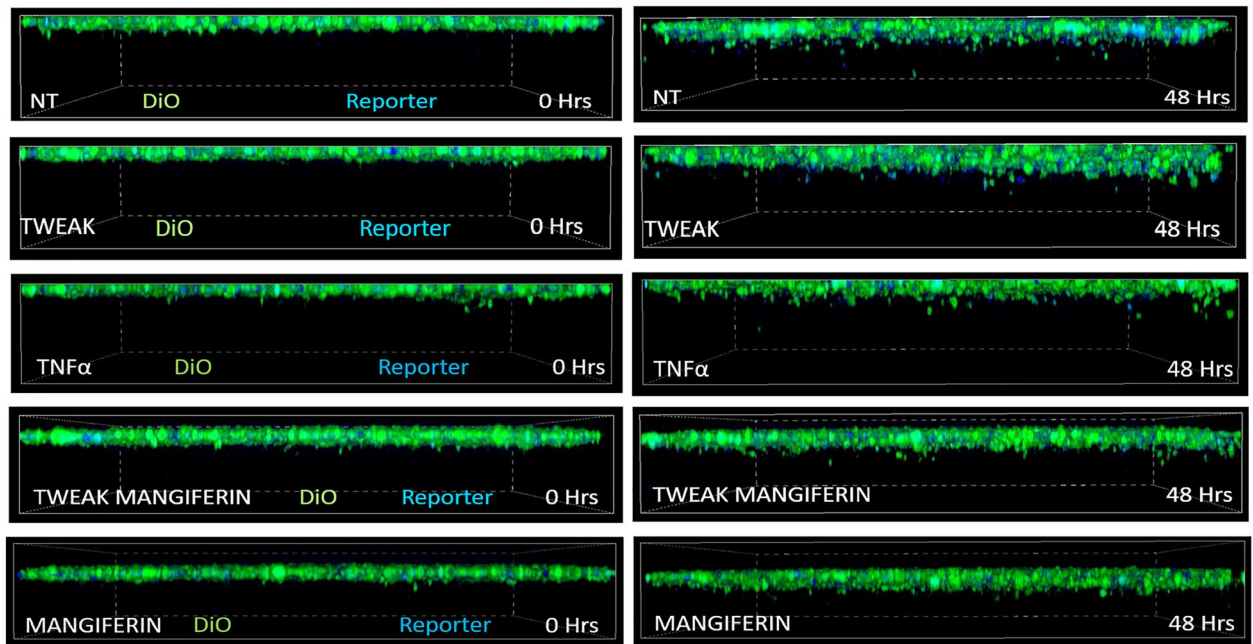 NT DiO Reporter 0 Hrs
NT 48 Hrs
TWEAK DiO Reporter 0 Hrs
TWEAK 48 Hrs
TNFα DiO Reporter 0 Hrs
TNFα 48 Hrs
TWEAK MANGIFERIN DiO Reporter 0 Hrs
TWEAK MANGIFERIN 48 Hrs
MANGIFERIN DiO Reporter 0 Hrs
MANGIFERIN 48 Hrs